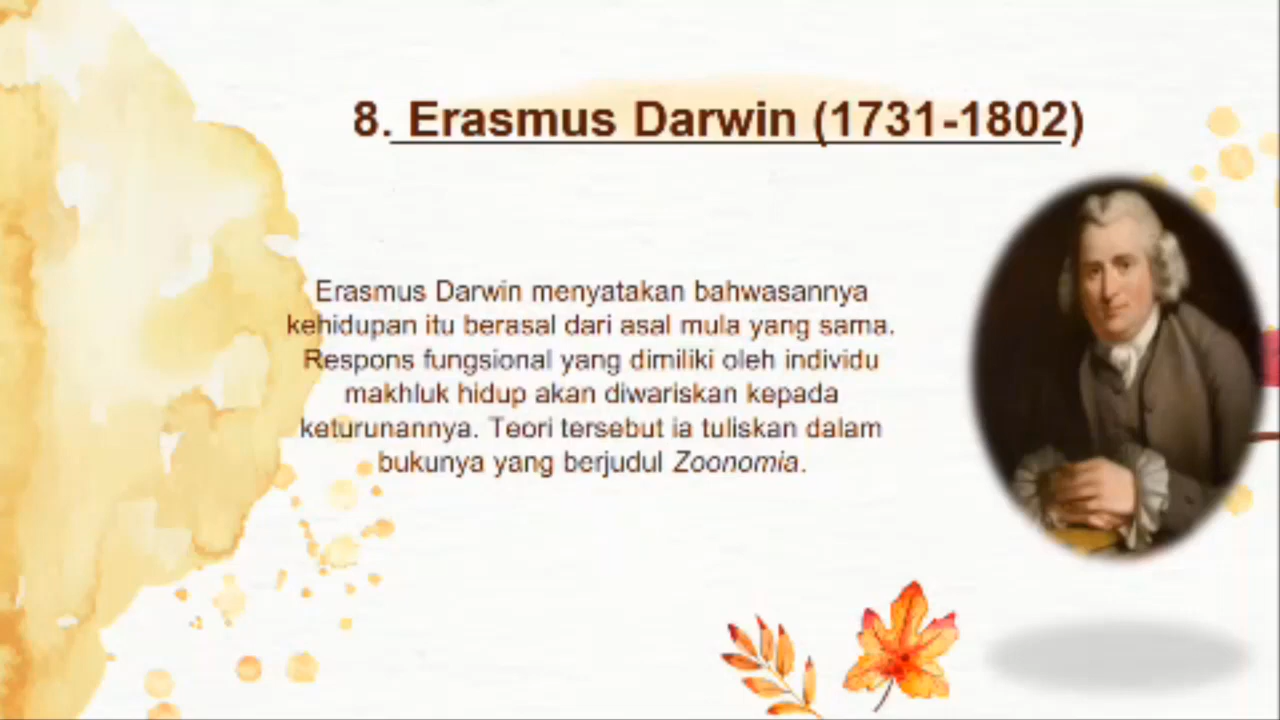 8. Erasmus Darwin (1731-1802)
Erasmus Darwin menyatakan bahwasannya
kehidupan itu berasal dari asal mula yang sama.
Respons fungsional yang dimiliki oleh individu
makhluk hidup akan diwariskan kepada
keturunannya. Teori tersebut ia tuliskan dalam
bukunya yang berjudul Zoonomia.